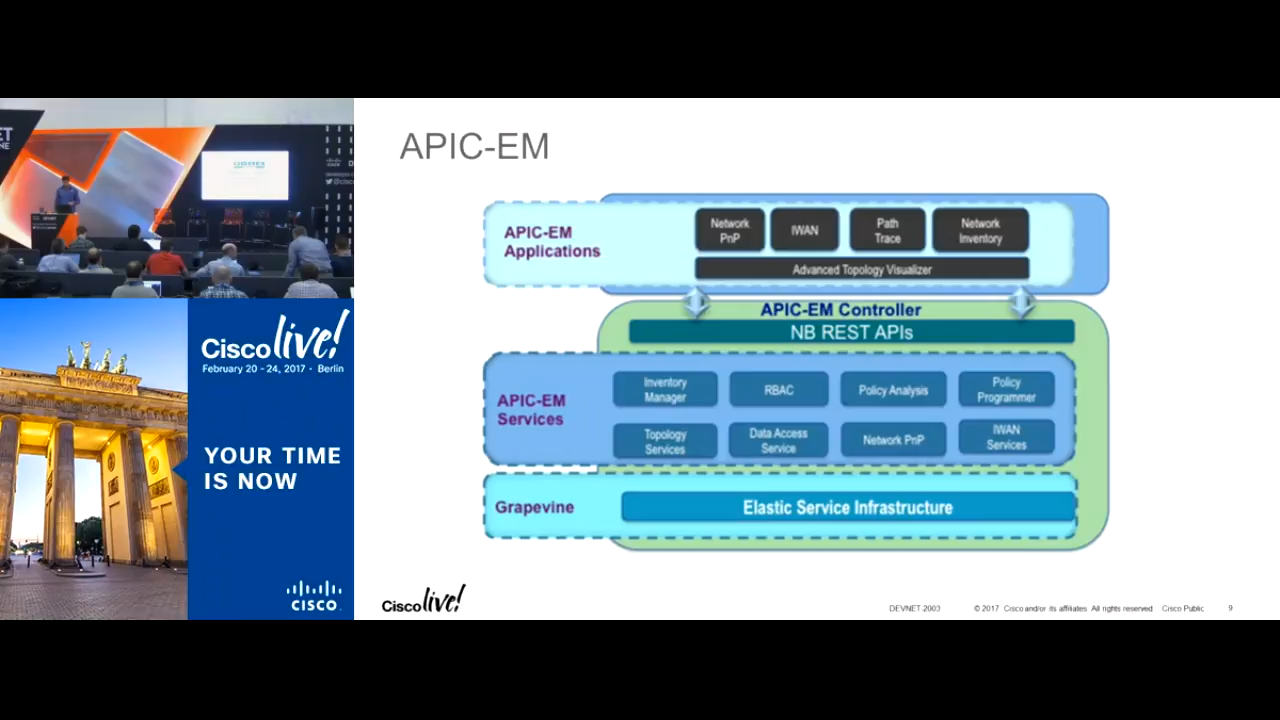 APIC-EM
APIC-EM
Applications
Network
PnP
IWAN
Path
Trace
Network
Inventory
Advanced Topology Visualizer
APIC-EM Controller
NB REST APIs
APIC-EM
Services
Inventory
Manager
RBAC
Policy Analysis
Policy
Programmer
Topology
Services
Data Access
Service
Network PnP
IWAN
Services
Grapevine
Elastic Service Infrastructure
Cisco live!
DEVNET-2003 © 2017 Cisco and/or its affiliates All rights reserved Cisco Public 9
Cisco live!
February 20 - 24, 2017 · Berlin
YOUR TIME
IS NOW
CISCO